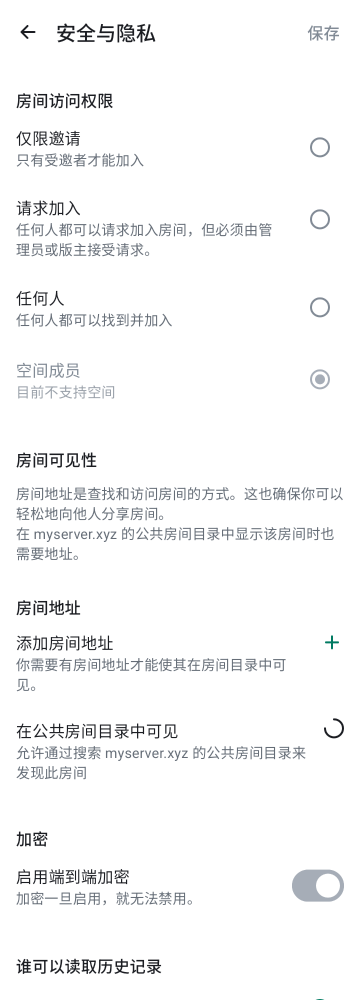 安全与隐私
保存
房间访问权限
仅限邀请
只有受邀者才能加入
请求加入
任何人都可以请求加入房间，但必须由管
理员或版主接受请求。
任何人
任何人都可以找到并加入
空间成员
目前不支持空间
房间可见性
房间地址是查找和访问房间的方式。这也确保你可以
轻松地向他人分享房间。
在 myserver.xyz 的公共房间目录中显示该房间时也
需要地址。
房间地址
添加房间地址
你需要有房间地址才能使其在房间目录中可
见。
在公共房间目录中可见
允许通过搜索 myserver.xyz 的公共房间目录来
发现此房间
加密
启用端到端加密
加密一旦启用，就无法禁用。
谁可以读取历史记录